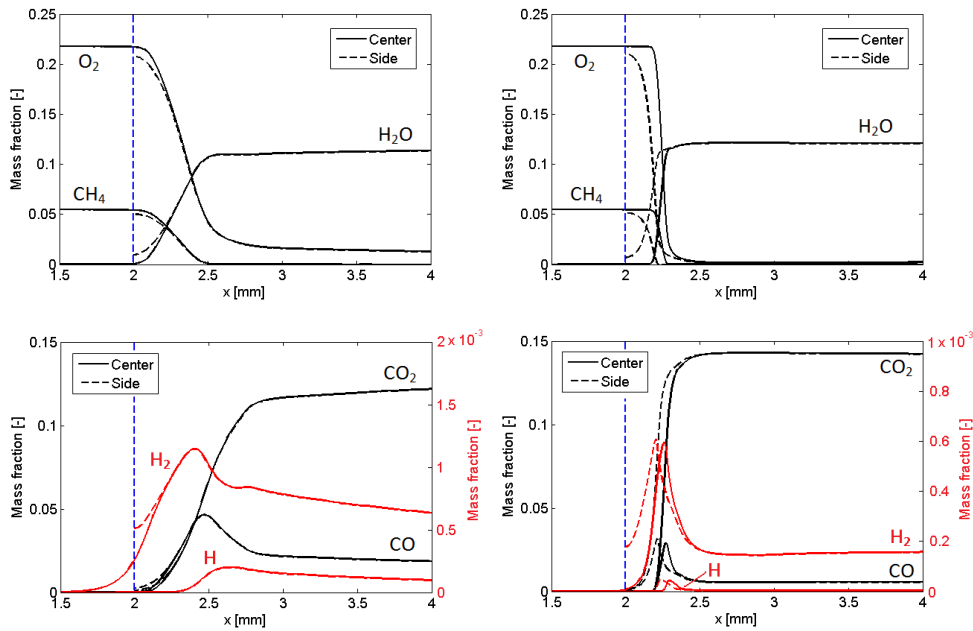 0.25
0.2
0.15
0.1
0.05
0
Mass fraction [-]
O₂
CH₄
H₂O
Center
Side
1.5 2 2.5 3 3.5 4
x [mm]
0.25
0.2
0.15
0.1
0.05
0
Mass fraction [-]
O₂
CH₄
H₂O
Center
Side
1.5 2 2.5 3 3.5 4
x [mm]
0.15
0.1
0.05
0
Mass fraction [-]
Center
Side
H₂
CO₂
CO
H
2 x 10⁻³
1.5
1
0.5
0
Mass fraction [-]
1.5 2 2.5 3 3.5 4
x [mm]
0.15
0.1
0.05
0
Mass fraction [-]
Center
Side
CO₂
H₂
CO
H
1 x 10⁻³
0.8
0.6
0.4
0.2
0
Mass fraction [-]
1.5 2 2.5 3 3.5 4
x [mm]